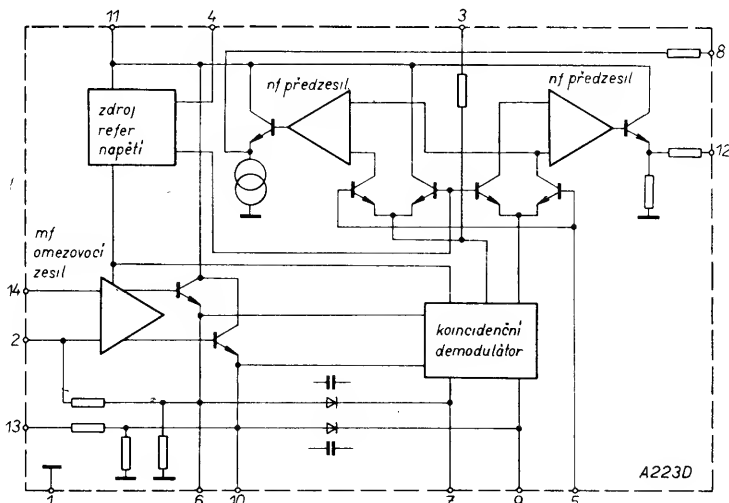 11
4
3
8
nf předzesil
nf předzesil
zdroj
refer
napětí
12
mf
omezovací
zesil
14
2
koincidenční
demodulátor
13
1
6
10
7
9
5
A223D